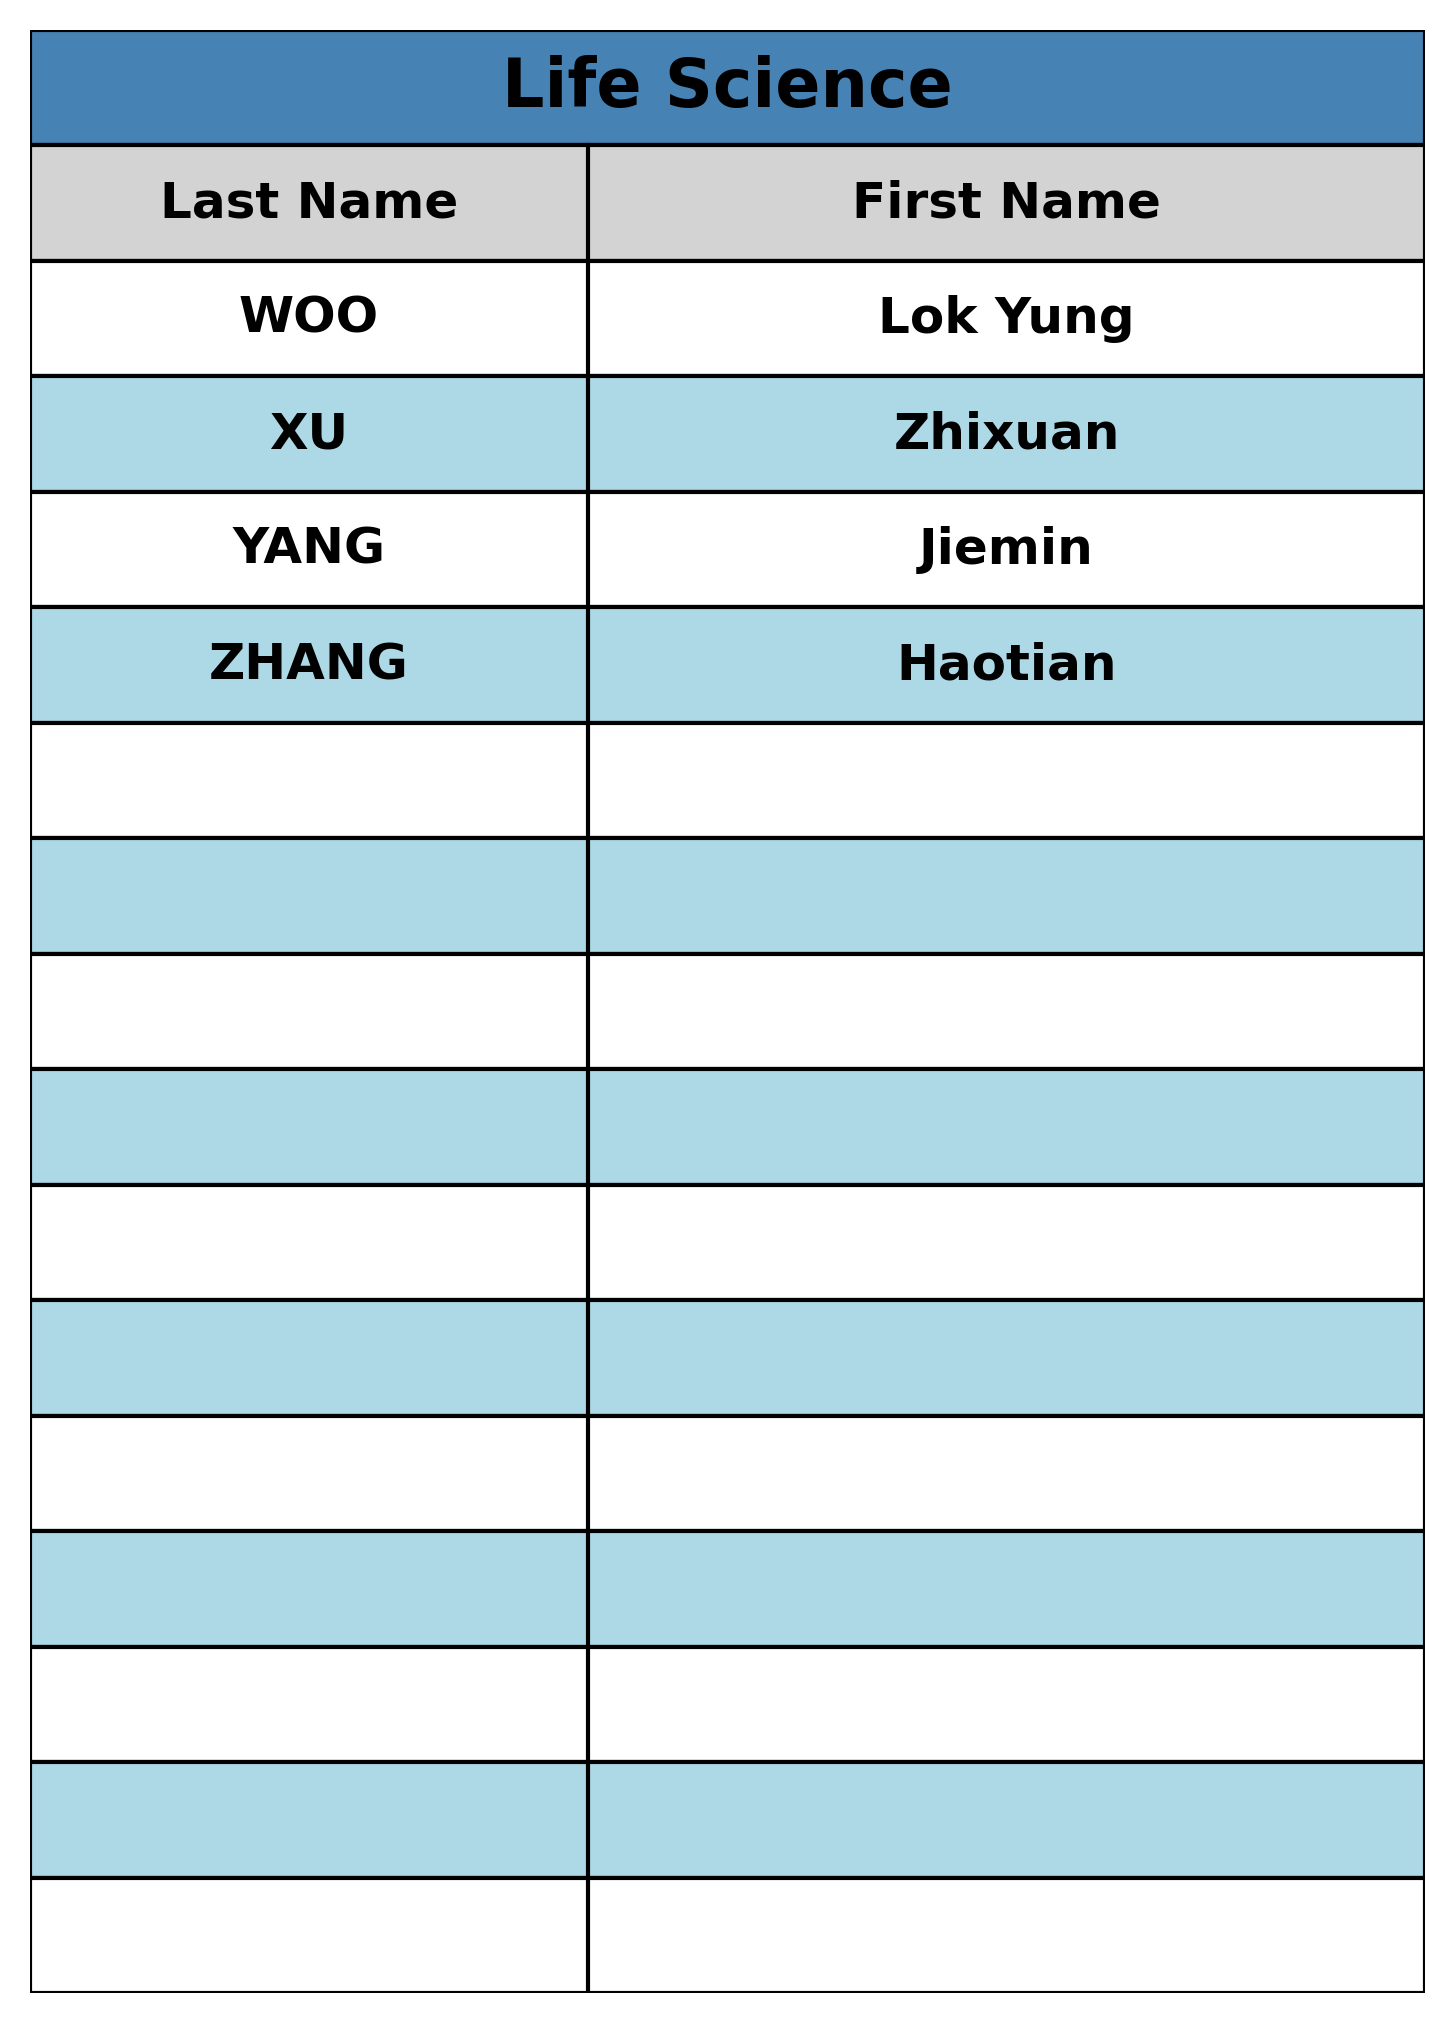 Life Science
Last Name First Name
WOO Lok Yung
XU Zhixuan
YANG Jiemin
ZHANG Haotian